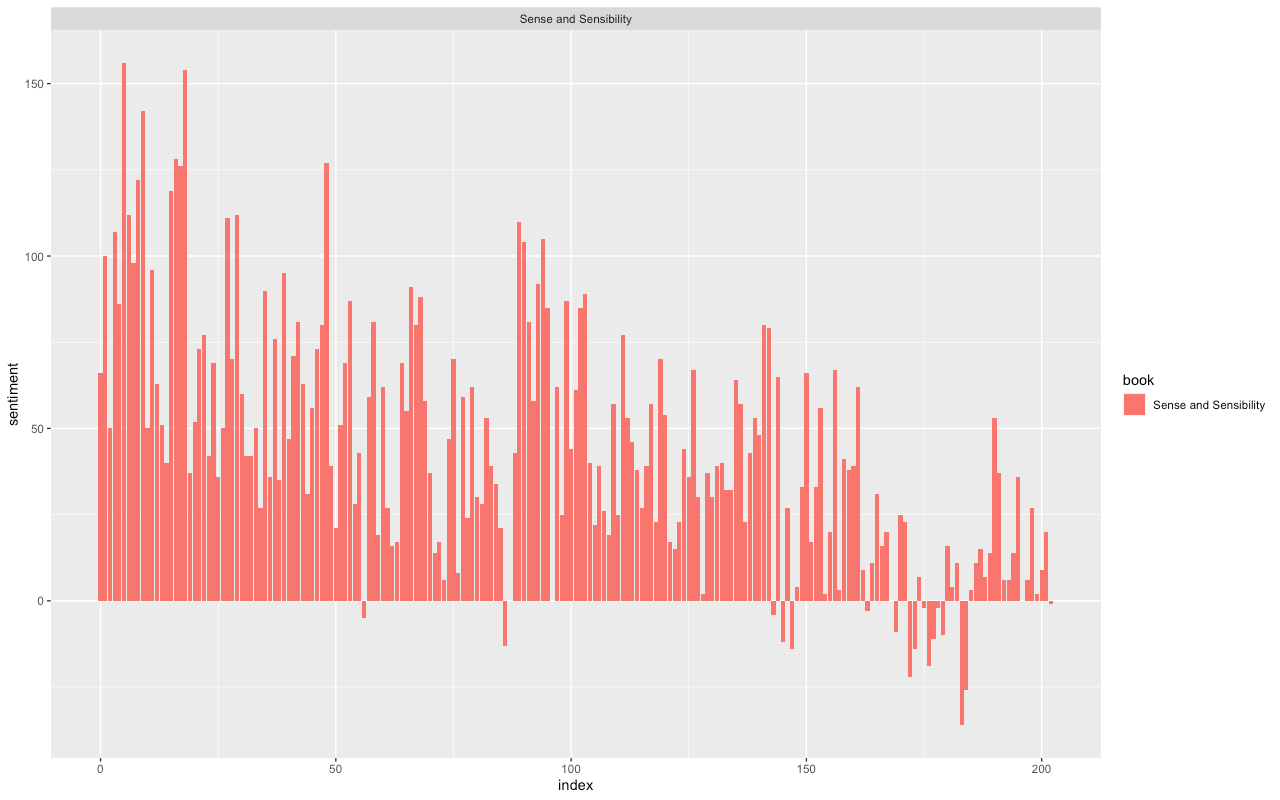 Sense and Sensibility
150
100
50
0
sentiment
0 50 100 150 200
index
book
Sense and Sensibility